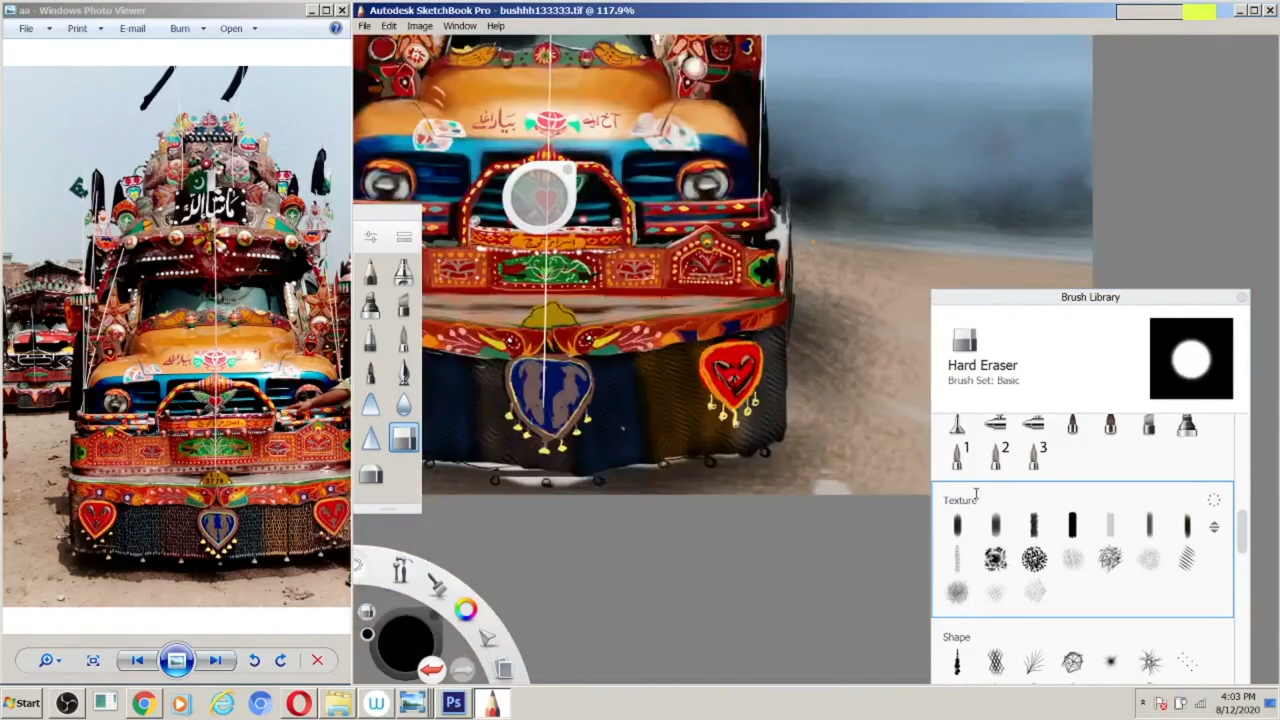 aa - Windows Photo Viewer
File Print E-mail Burn Open
ماشاءاللہ
Autodesk SketchBook Pro - bushhh133333.tif @ 117.9%
File Edit Image Window Help
Brush Library
Hard Eraser
Brush Set: Basic
1 2 3
Texture
Shape
Start
W
Ps
4:03 PM
8/12/2020